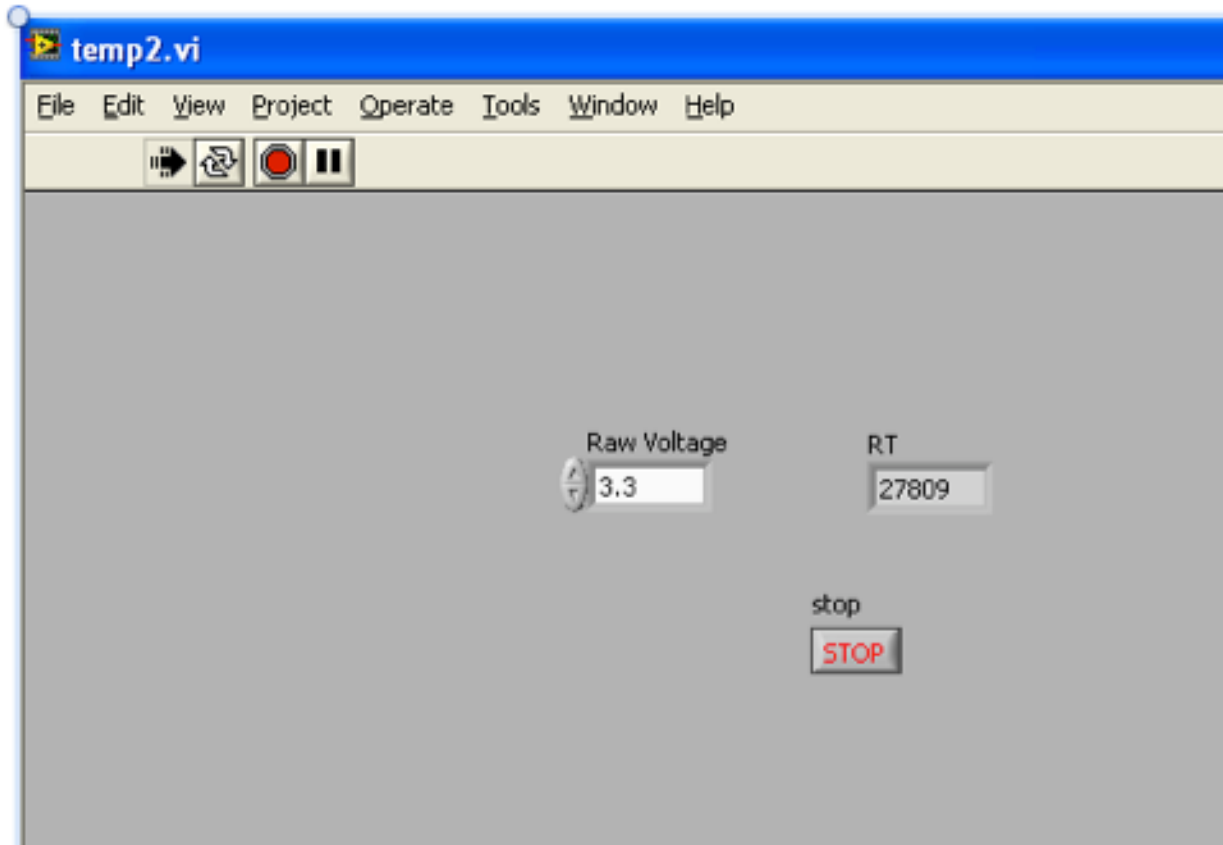 temp2.vi
File Edit View Project Operate Tools Window Help
Raw Voltage RT
3.3 27809
stop
STOP